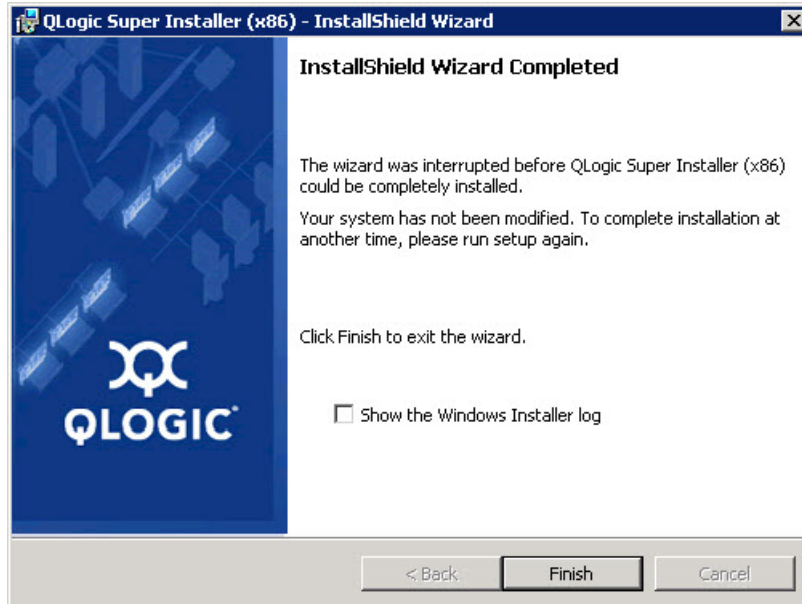 QLogic Super Installer (x86) - InstallShield Wizard
InstallShield Wizard Completed
The wizard was interrupted before QLogic Super Installer (x86)
could be completely installed.
Your system has not been modified. To complete installation at
another time, please run setup again.
Click Finish to exit the wizard.
QLOGIC
Show the Windows Installer log
< Back
Finish
Cancel